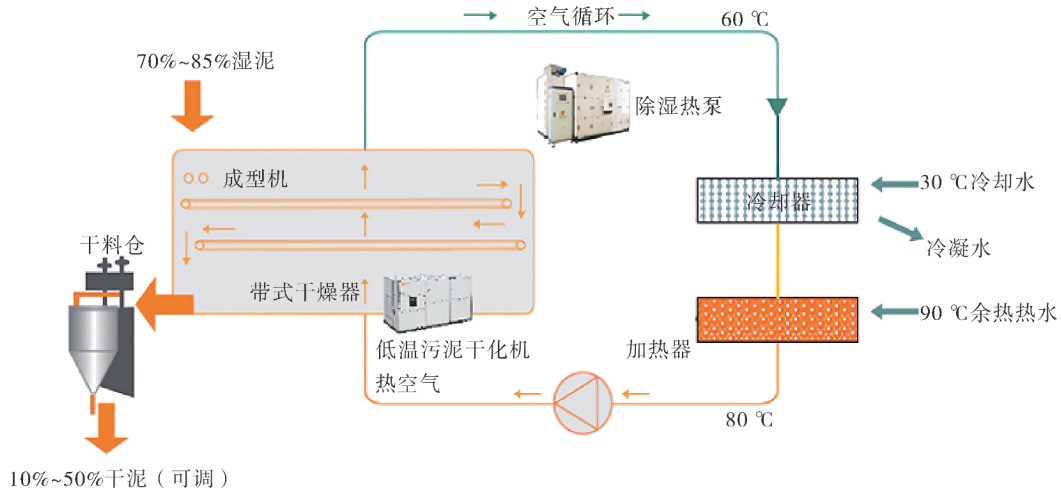 空气循环
60 ℃
70%~85%湿泥
除湿热泵
成型机
30 ℃冷却水
冷却器
干料仓
冷凝水
带式干燥器
90 ℃余热热水
低温污泥干化机
加热器
热空气
80 ℃
10%~50%干泥（可调）